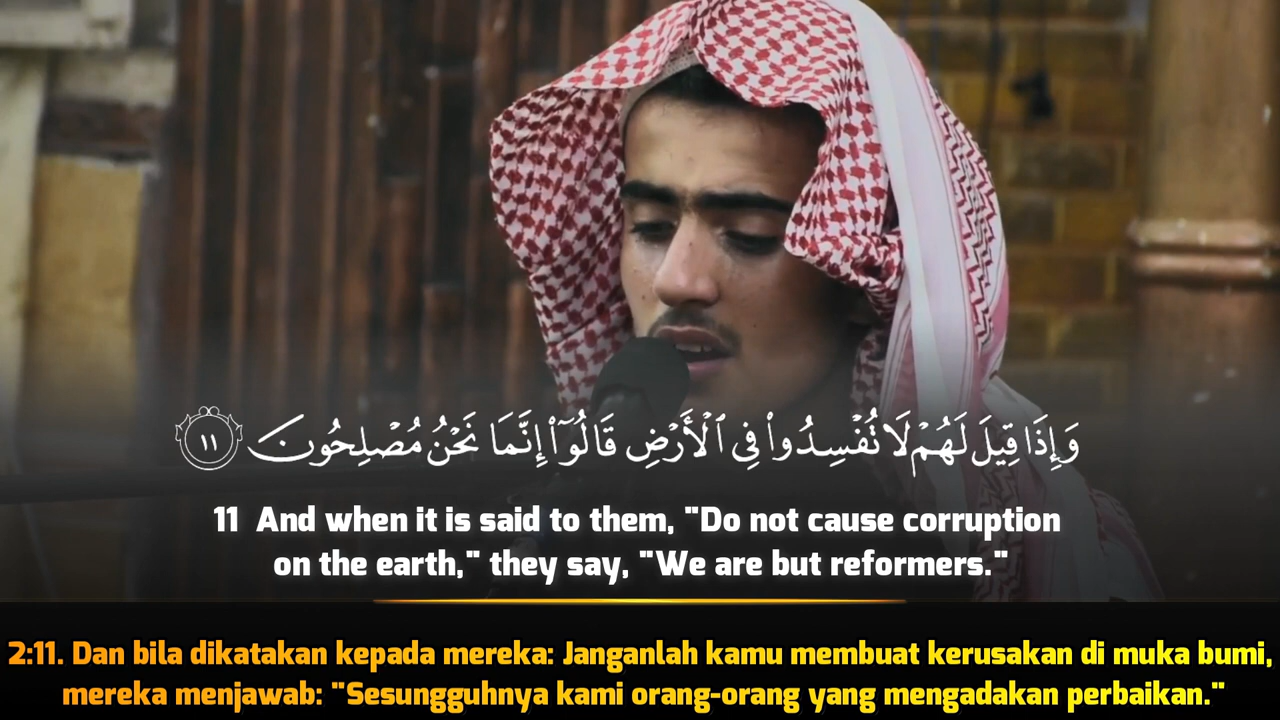 وَإِذَا قِيلَ لَهُمْ لَا تُفْسِدُوا۟ فِى ٱلْأَرْضِ قَالُوٓا۟ إِنَّمَا نَحْنُ مُصْلِحُونَ ١١
11 And when it is said to them, "Do not cause corruption
on the earth," they say, "We are but reformers."
2:11. Dan bila dikatakan kepada mereka: Janganlah kamu membuat kerusakan di muka bumi,
mereka menjawab: "Sesungguhnya kami orang-orang yang mengadakan perbaikan."